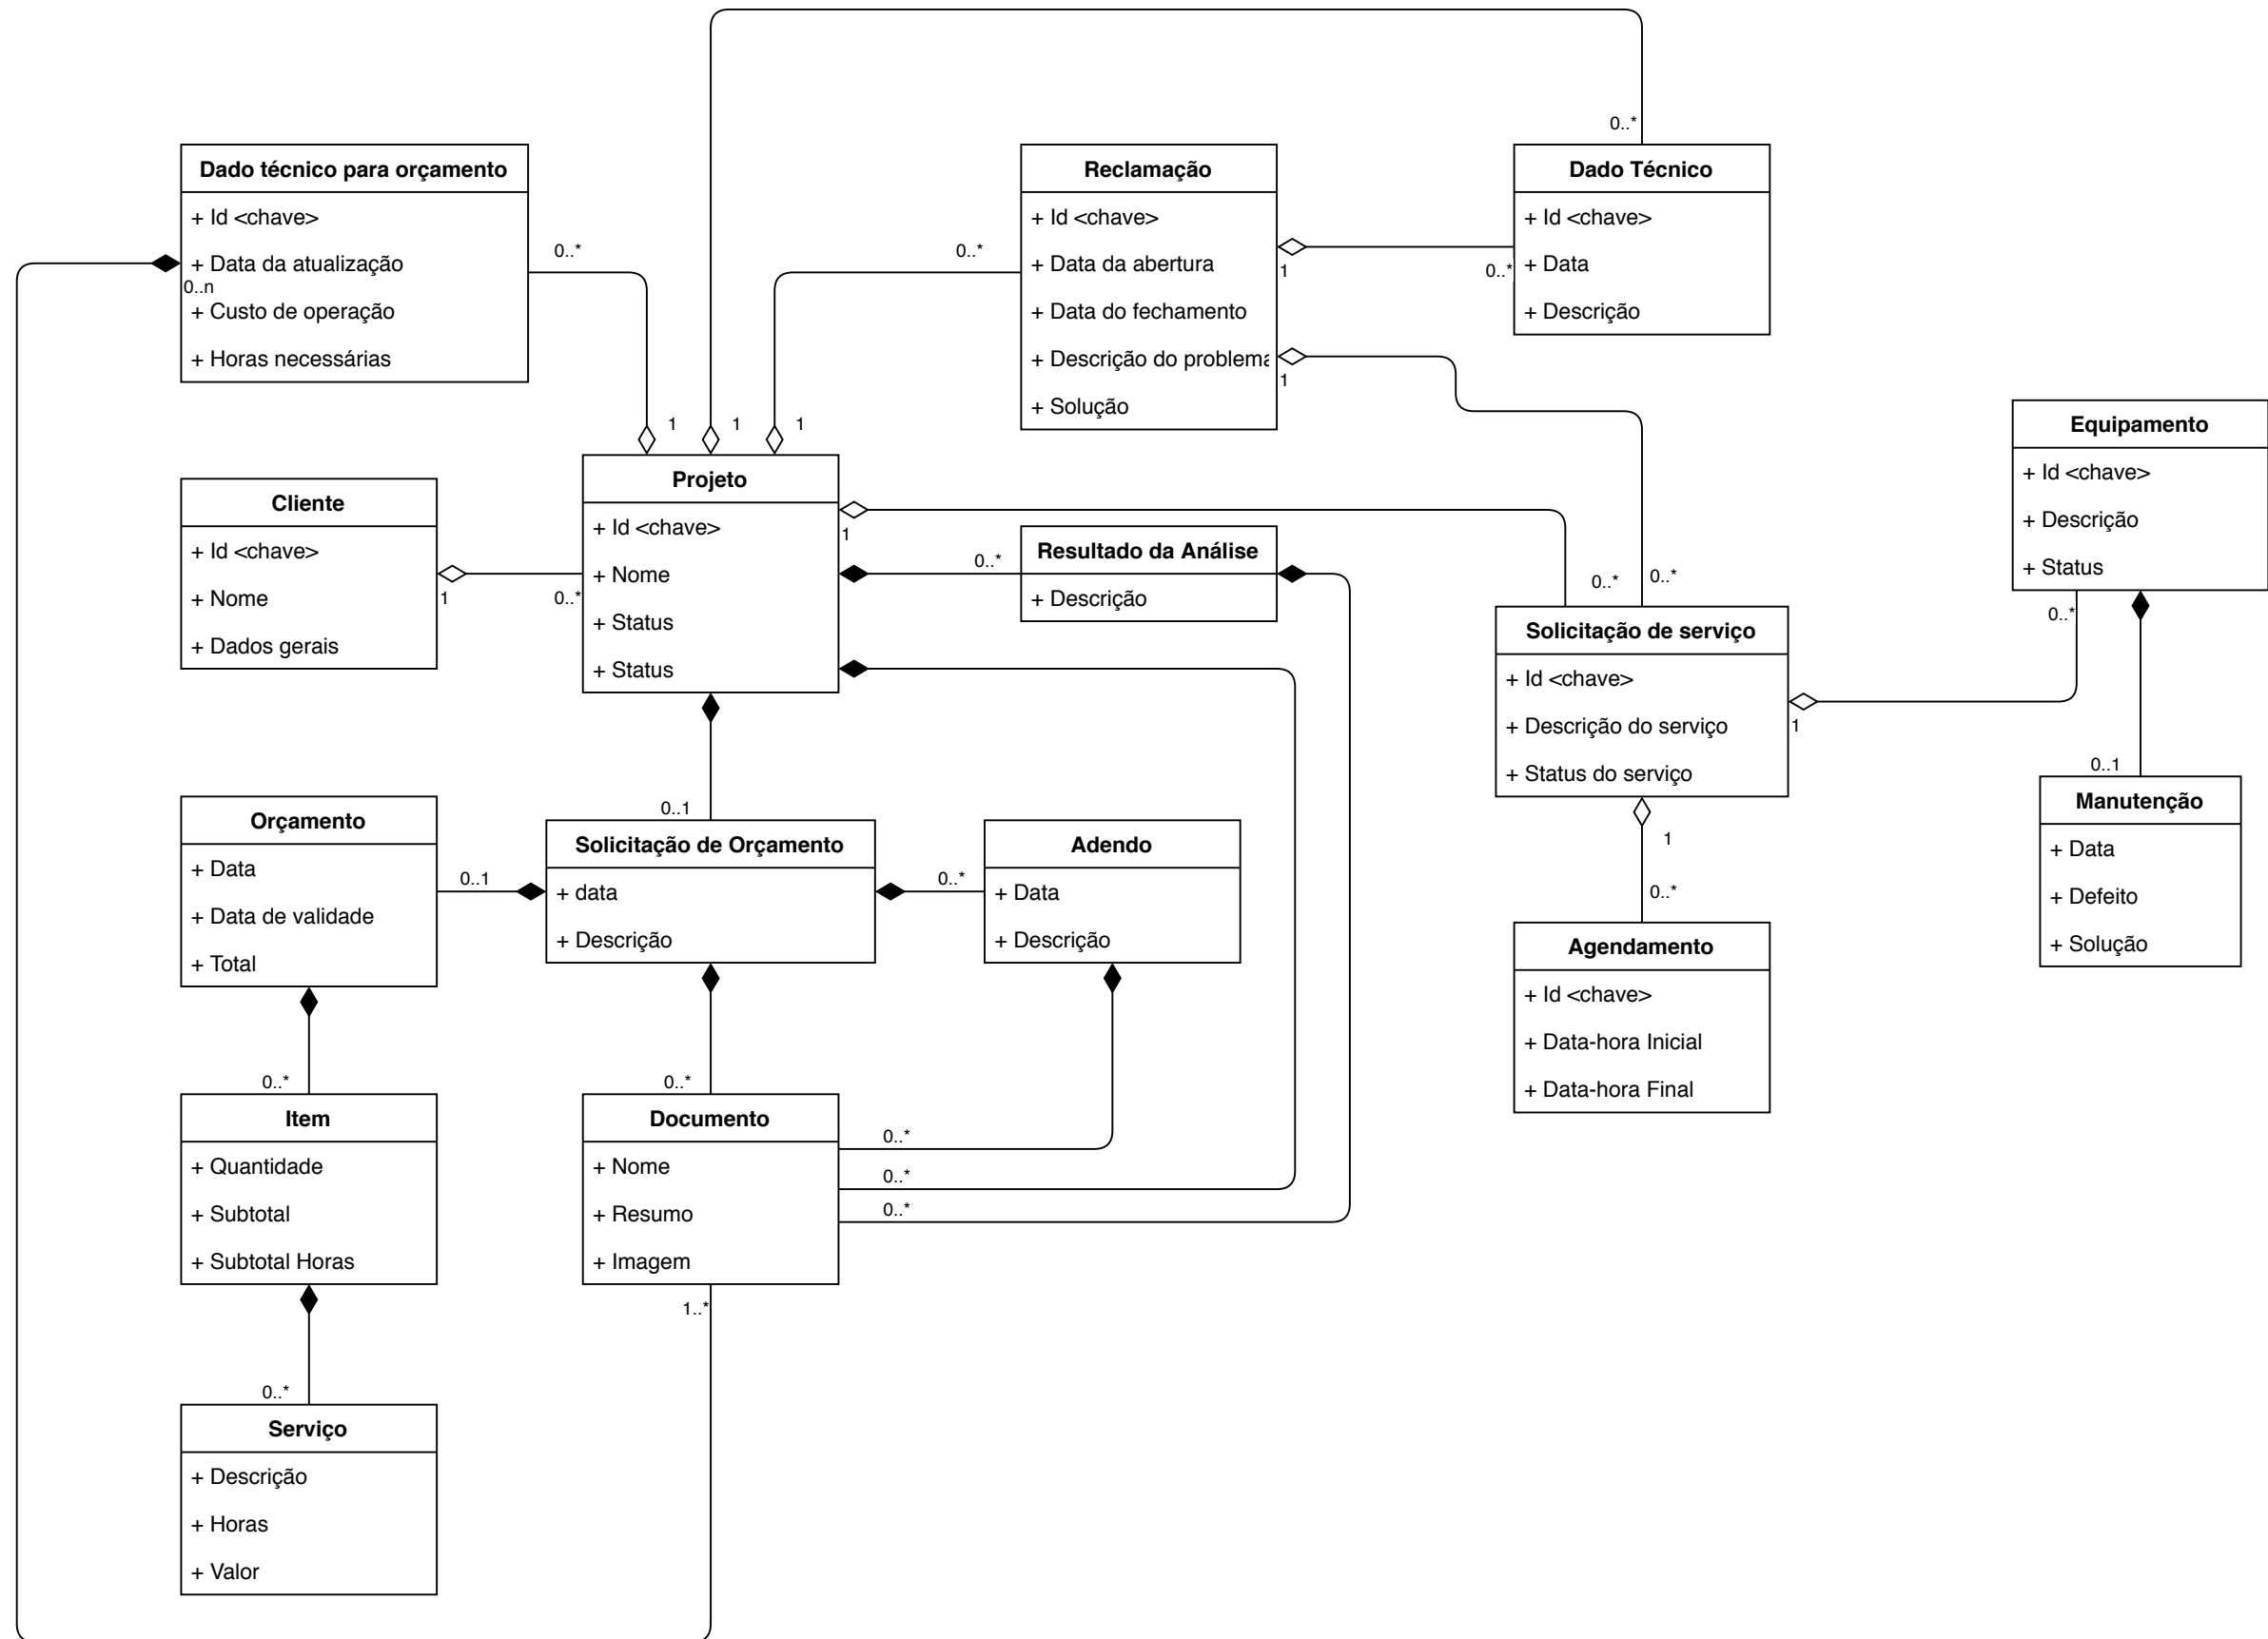 0..*
Dado técnico para orçamento
+ Id <chave>
+ Data da atualização
0..n
+ Custo de operação
+ Horas necessárias
0..*
0..*
Reclamação
+ Id <chave>
+ Data da abertura
+ Data do fechamento
+ Descrição do problema
+ Solução
1
0..*
1
Dado Técnico
+ Id <chave>
+ Data
+ Descrição
1
1
1
Cliente
+ Id <chave>
+ Nome
+ Dados gerais
1
0..*
Projeto
+ Id <chave>
+ Nome
+ Status
+ Status
1
0..*
Resultado da Análise
+ Descrição
0..*
0..*
Solicitação de serviço
+ Id <chave>
+ Descrição do serviço
+ Status do serviço
1
Equipamento
+ Id <chave>
+ Descrição
+ Status
0..*
0..1
Manutenção
+ Data
+ Defeito
+ Solução
1
0..*
Agendamento
+ Id <chave>
+ Data-hora Inicial
+ Data-hora Final
0..1
Orçamento
+ Data
+ Data de validade
+ Total
0..1
Solicitação de Orçamento
+ data
+ Descrição
0..*
Adendo
+ Data
+ Descrição
0..*
Item
+ Quantidade
+ Subtotal
+ Subtotal Horas
0..*
Documento
+ Nome
+ Resumo
+ Imagem
0..*
0..*
0..*
1..*
0..*
Serviço
+ Descrição
+ Horas
+ Valor